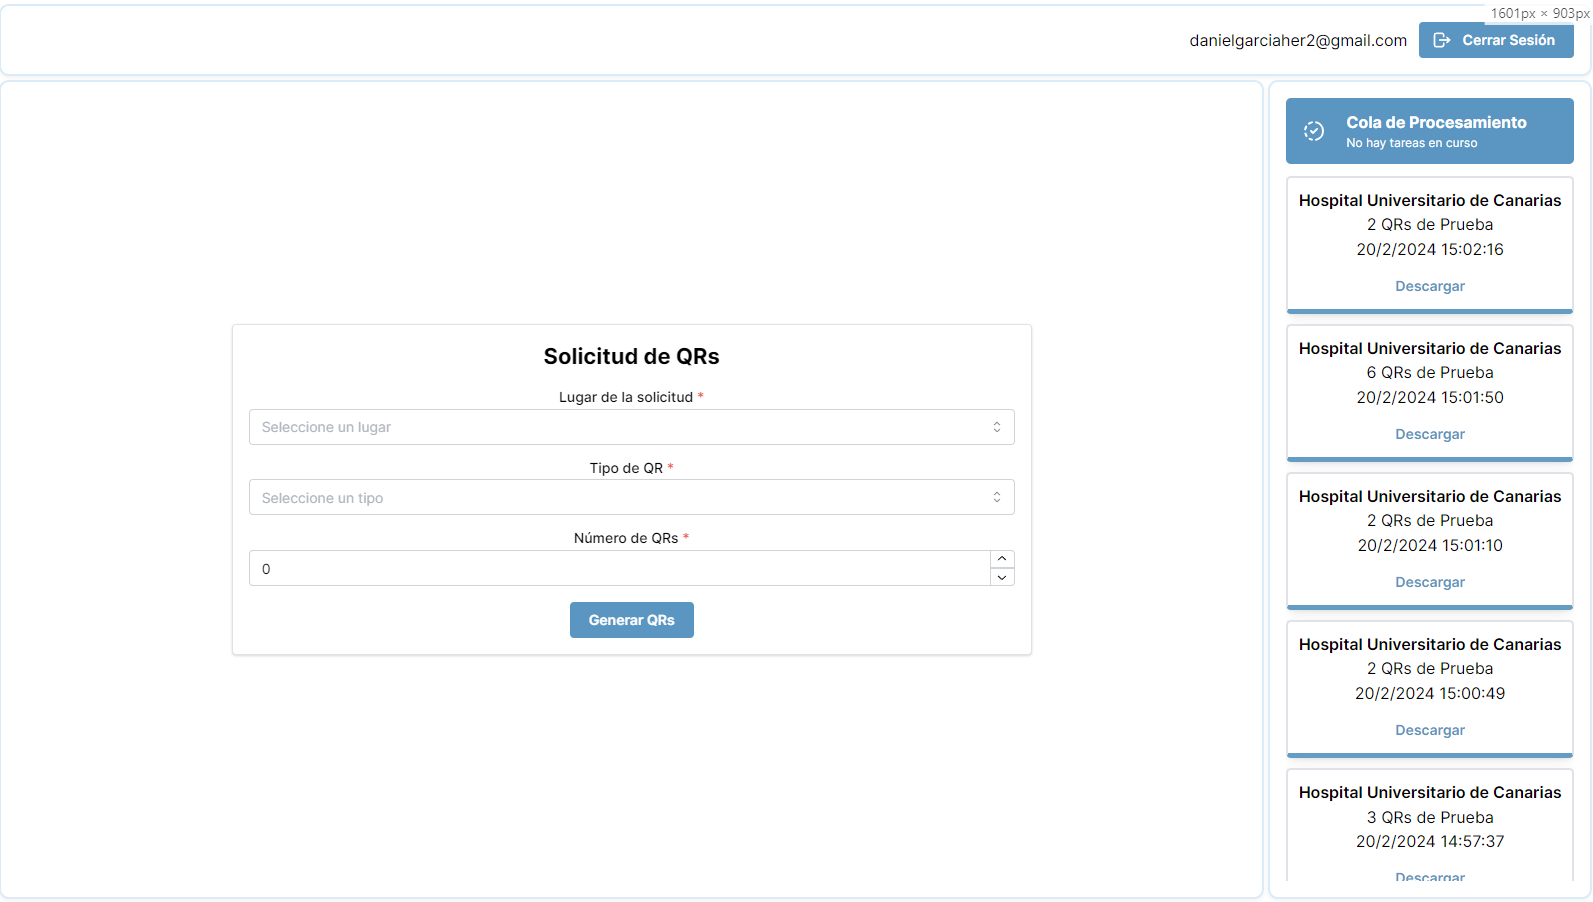 1601px × 903px
danielgarciaher2@gmail.com
Cerrar Sesión
Solicitud de QRs
Lugar de la solicitud *
Seleccione un lugar
Tipo de QR *
Seleccione un tipo
Número de QRs *
0
Generar QRs
Cola de Procesamiento
No hay tareas en curso
Hospital Universitario de Canarias
2 QRs de Prueba
20/2/2024 15:02:16
Descargar
Hospital Universitario de Canarias
6 QRs de Prueba
20/2/2024 15:01:50
Descargar
Hospital Universitario de Canarias
2 QRs de Prueba
20/2/2024 15:01:10
Descargar
Hospital Universitario de Canarias
2 QRs de Prueba
20/2/2024 15:00:49
Descargar
Hospital Universitario de Canarias
3 QRs de Prueba
20/2/2024 14:57:37
Descargar